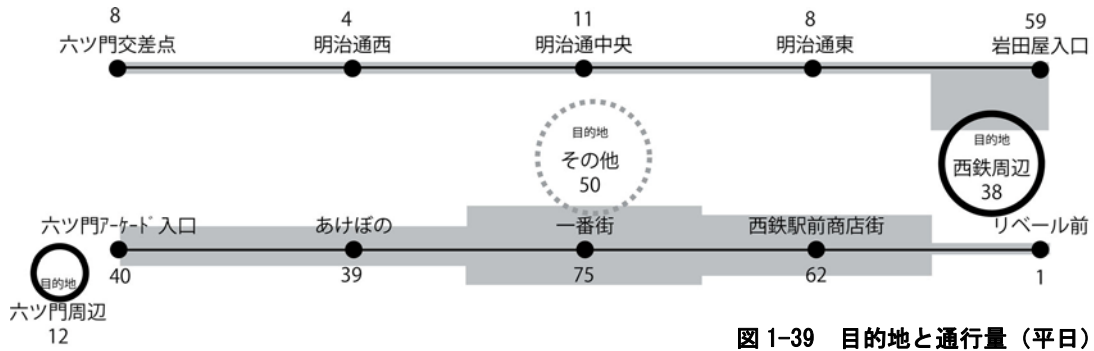 8 4 11 8 59
六ツ門交差点 明治通西 明治通中央 明治通東 岩田屋入口
目的地
その他
50
目的地
西鉄周辺
38
六ツ門ｱｰｹｰﾄﾞ入口 あけぼの 一番街 西鉄駅前商店街 リベール前
40 39 75 62 1
目的地
六ツ門周辺
12
図 1-39 目的地と通行量（平日）